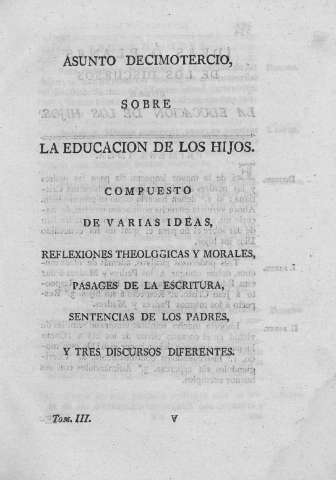 ASUNTO DECIMOTERCIO,
SOBRE
LA EDUCACION DE LOS HIJOS.
COMPUESTO
DE VARIAS IDEAS,
REFLEXIONES THEOLOGICAS Y MORALES,
PASAGES DE LA ESCRITURA,
SENTENCIAS DE LOS PADRES,
Y TRES DISCURSOS DIFERENTES.
Tom. III. V